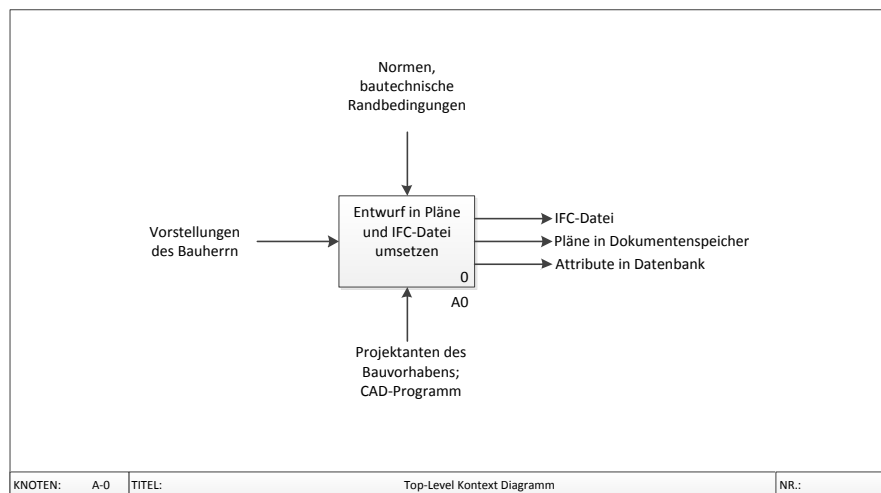 Normen,
bautechnische
Randbedingungen
Vorstellungen
des Bauherrn
Entwurf in Pläne
und IFC-Datei
umsetzen
0
A0
IFC-Datei
Pläne in Dokumentenspeicher
Attribute in Datenbank
Projektanten des
Bauvorhabens;
CAD-Programm
KNOTEN: A-0 TITEL: Top-Level Kontext Diagramm NR.: